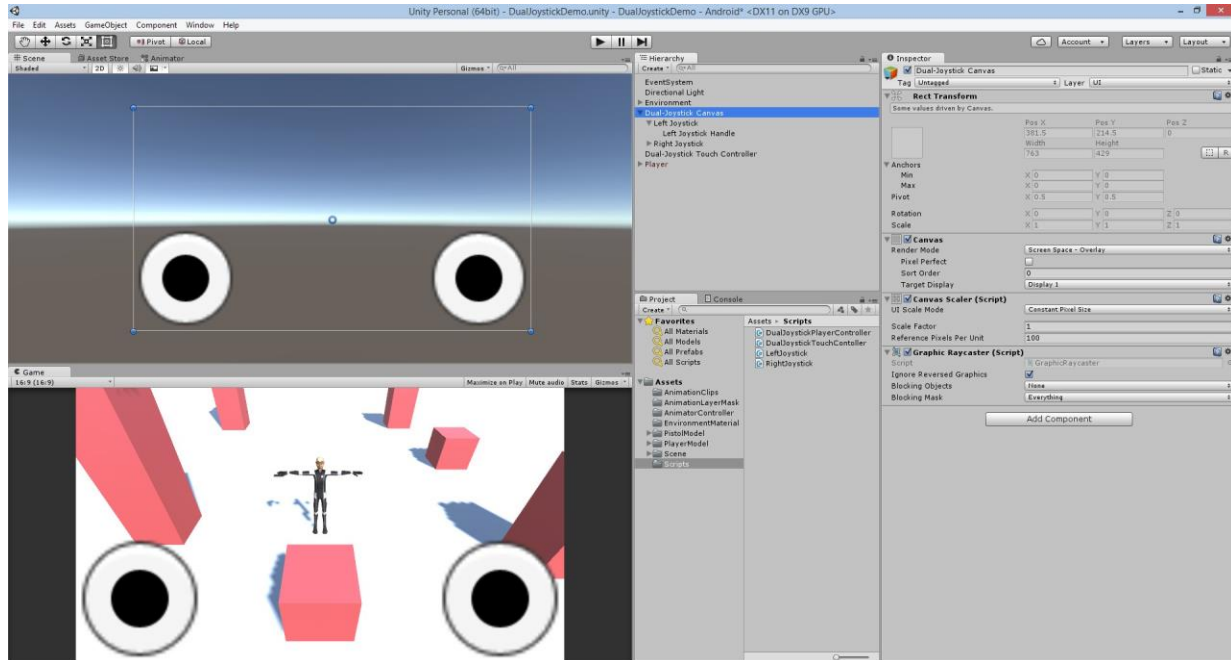 Unity Personal (64bit) - DualJoystickDemo.unity - DualJoystickDemo - Android* <DX11 on DX9 GPU>
File Edit Assets GameObject Component Window Help
Pivot Local Account Layers Layout
Scene Asset Store Animator
Shaded 2D Gizmos All
Hierarchy
Create All
EventSystem
Directional Light
Environment
Dual-Joystick Canvas
Left Joystick
Left Joystick Handle
Right Joystick
Dual-Joystick Touch Controller
Player
Project Console
Create
Favorites
All Materials
All Models
All Prefabs
All Scripts
Assets
AnimationClips
AnimationLayerMask
AnimatorController
EnvironmentMaterial
PistolModel
PlayerModel
Scene
Scripts
Assets Scripts
DualJoystickPlayerController
DualJoystickTouchContoller
LeftJoystick
RightJoystick
Game
16:9 (16:9) Maximize on Play Mute audio Stats Gizmos
Inspector
Dual-Joystick Canvas Static
Tag Untagged Layer UI
Rect Transform
Some values driven by Canvas.
Pos X Pos Y Pos Z
381.5 214.5 0
Width Height
763 429
R
Anchors
Min X 0 Y 0
Max X 0 Y 0
Pivot X 0.5 Y 0.5
Rotation X 0 Y 0 Z 0
Scale X 1 Y 1 Z 1
Canvas
Render Mode Screen Space - Overlay
Pixel Perfect
Sort Order 0
Target Display Display 1
Canvas Scaler (Script)
UI Scale Mode Constant Pixel Size
Scale Factor 1
Reference Pixels Per Unit 100
Graphic Raycaster (Script)
Script GraphicRaycaster
Ignore Reversed Graphics
Blocking Objects None
Blocking Mask Everything
Add Component